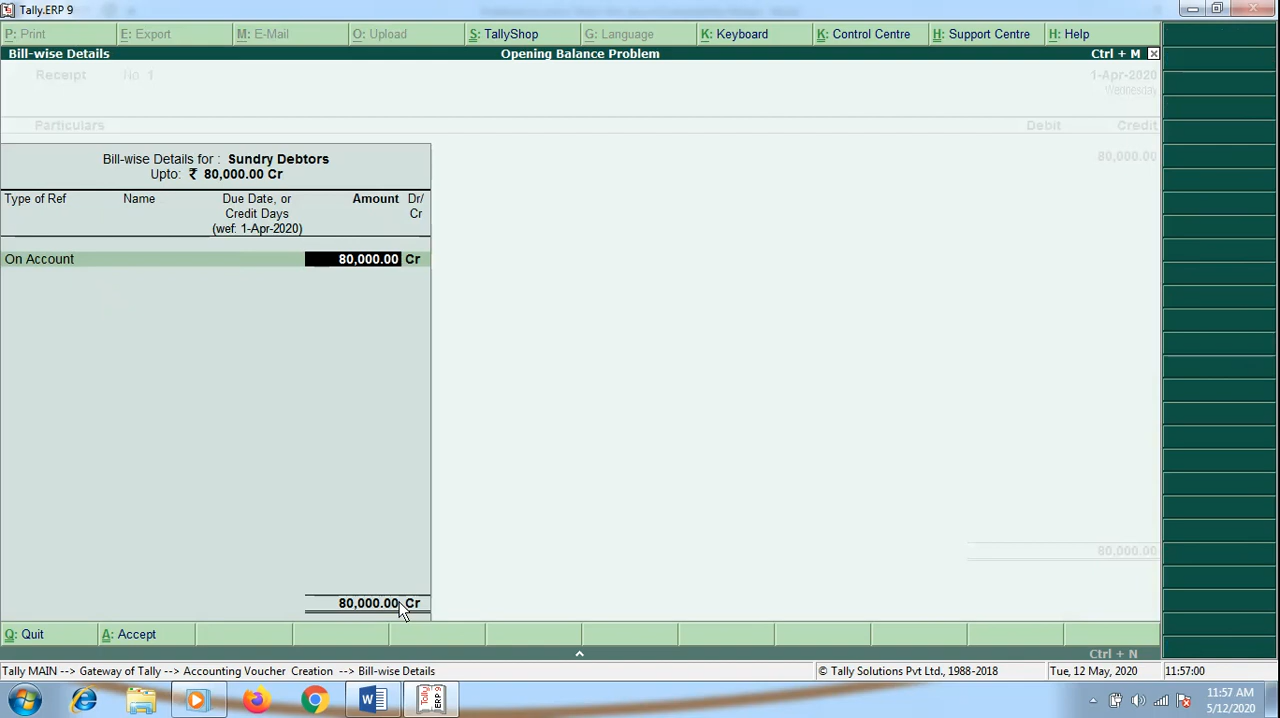 Tally.ERP 9
P: Print E: Export M: E-Mail O: Upload S: TallyShop G: Language K: Keyboard K: Control Centre H: Support Centre H: Help
Bill-wise Details Opening Balance Problem Ctrl + M
Receipt No. 1 1-Apr-2020
Wednesday
Particulars Debit Credit
80,000.00
Bill-wise Details for : Sundry Debtors
Upto: ₹ 80,000.00 Cr
Type of Ref Name Due Date, or Amount Dr/
Credit Days Cr
(wef: 1-Apr-2020)
On Account 80,000.00 Cr
80,000.00
80,000.00 Cr
Q: Quit A: Accept
Ctrl + N
Tally MAIN --> Gateway of Tally --> Accounting Voucher Creation --> Bill-wise Details © Tally Solutions Pvt Ltd., 1988-2018 Tue, 12 May, 2020 11:57:00
11:57 AM
5/12/2020